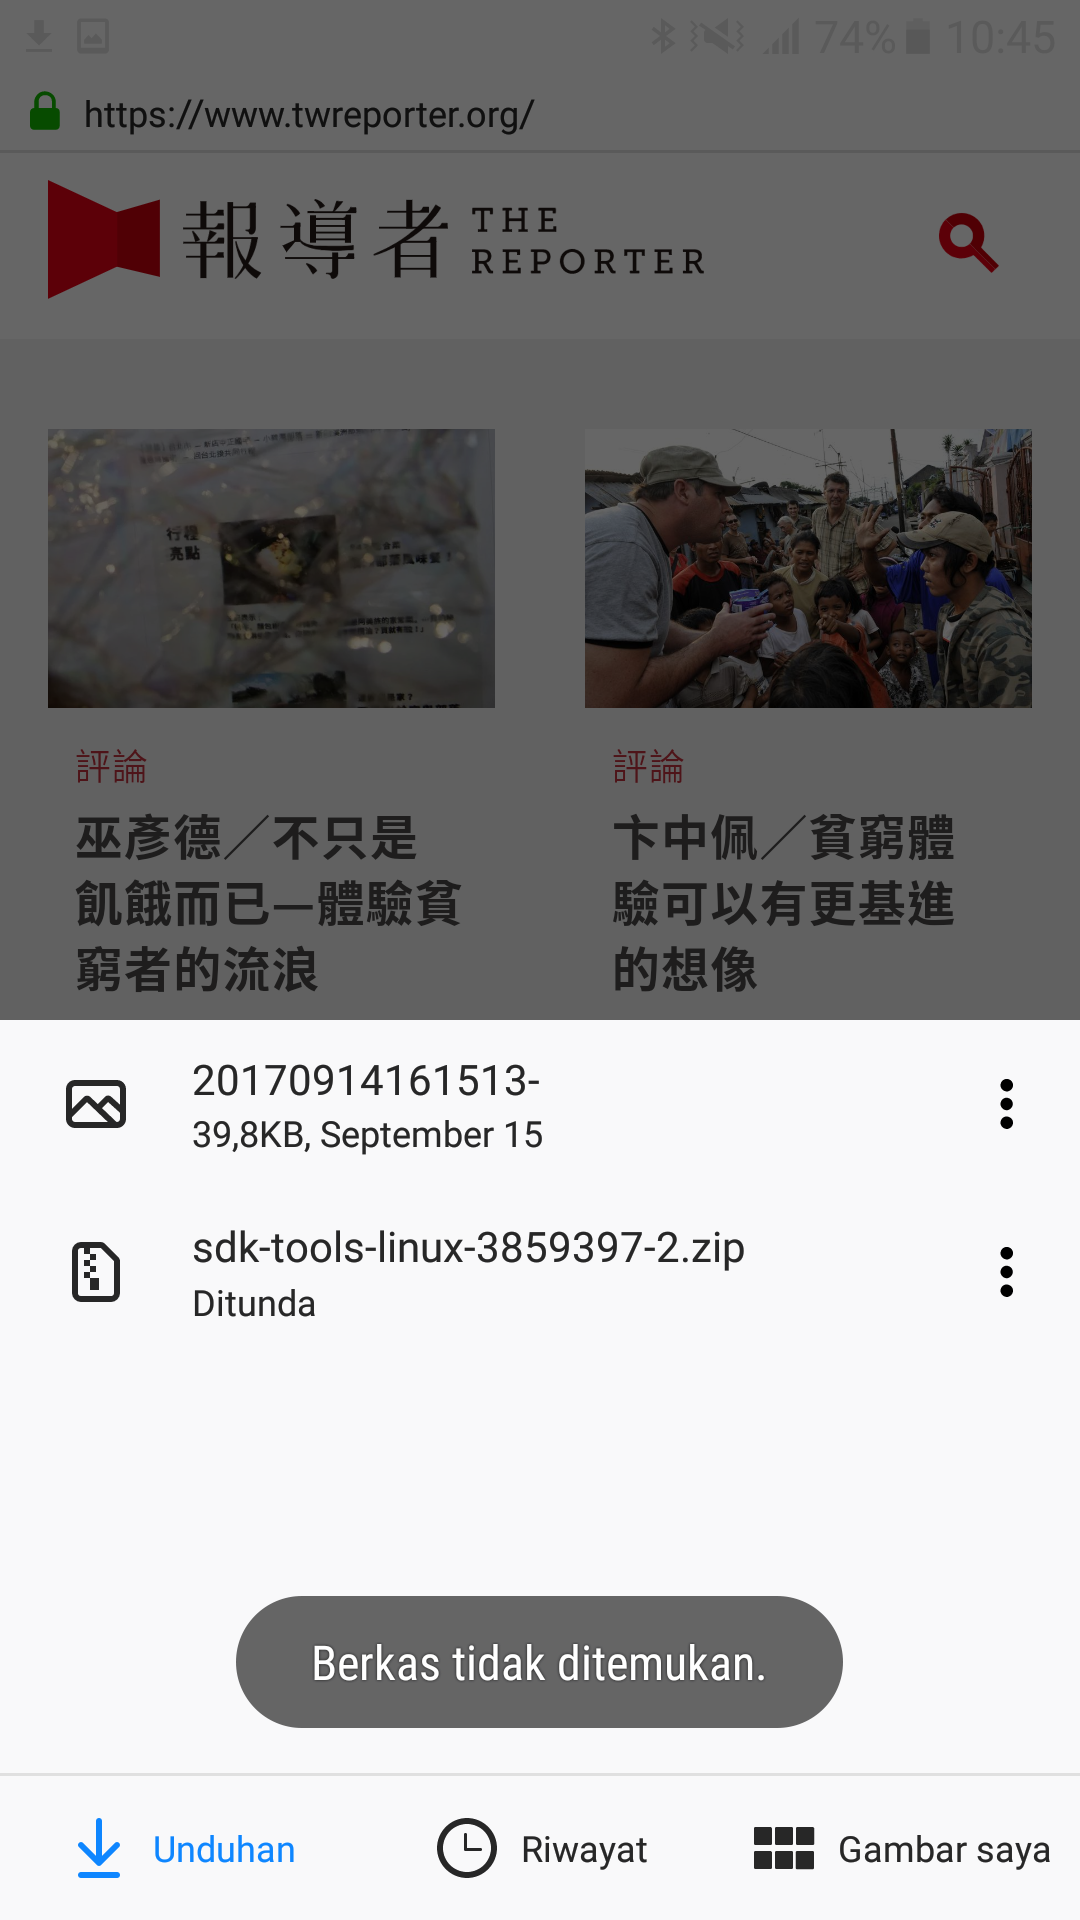 74% 10:45
https://www.twreporter.org/
報導者 THE
REPORTER
行程
亮點
評論
巫彥德／不只是
飢餓而已—體驗貧
窮者的流浪
評論
卞中佩／貧窮體
驗可以有更基進
的想像
20170914161513-
39,8KB, September 15
sdk-tools-linux-3859397-2.zip
Ditunda
Berkas tidak ditemukan.
Unduhan
Riwayat
Gambar saya